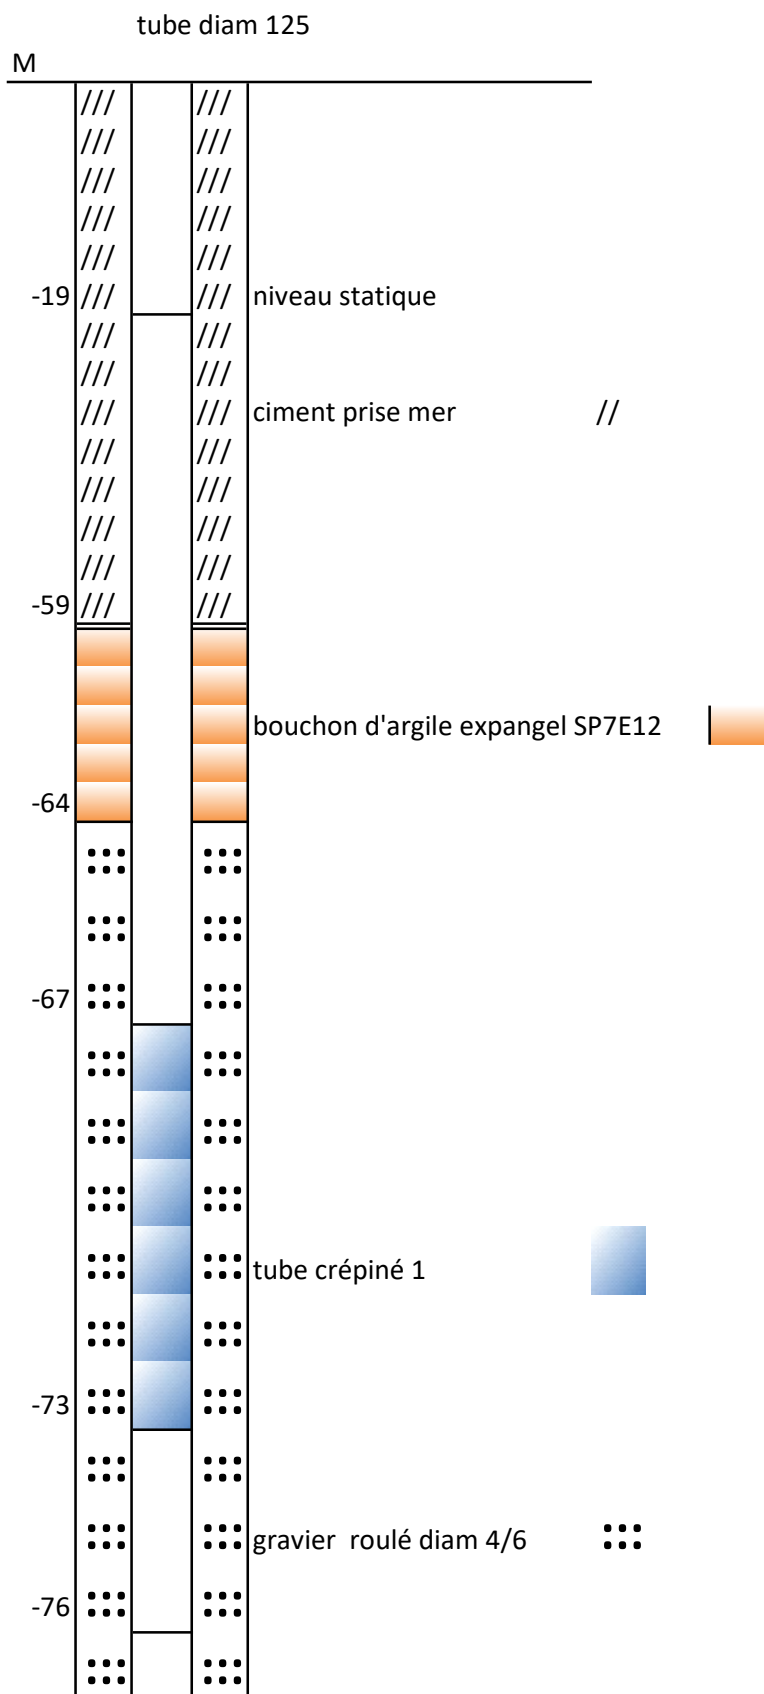 tube diam 125
M
/// ///
/// ///
/// ///
/// ///
/// ///
-19 /// /// niveau statique
/// ///
/// ///
/// /// ciment prise mer //
/// ///
/// ///
/// ///
/// ///
-59 /// ///
bouchon d'argile expangel SP7E12
-64
-67
tube crépiné 1
-73
gravier roulé diam 4/6
-76